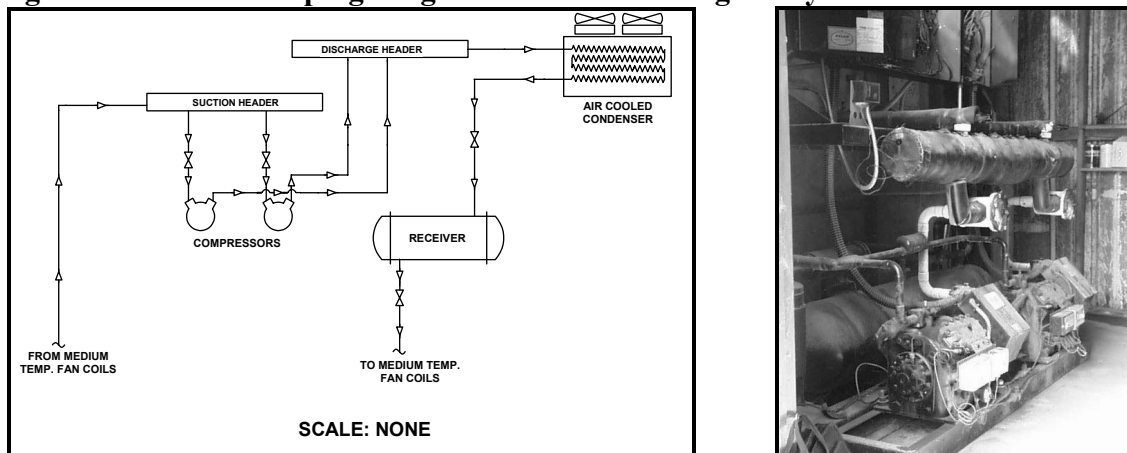 DISCHARGE HEADER
SUCTION HEADER
AIR COOLED
CONDENSER
COMPRESSORS
RECEIVER
FROM MEDIUM
TEMP. FAN COILS
TO MEDIUM TEMP.
FAN COILS
SCALE: NONE